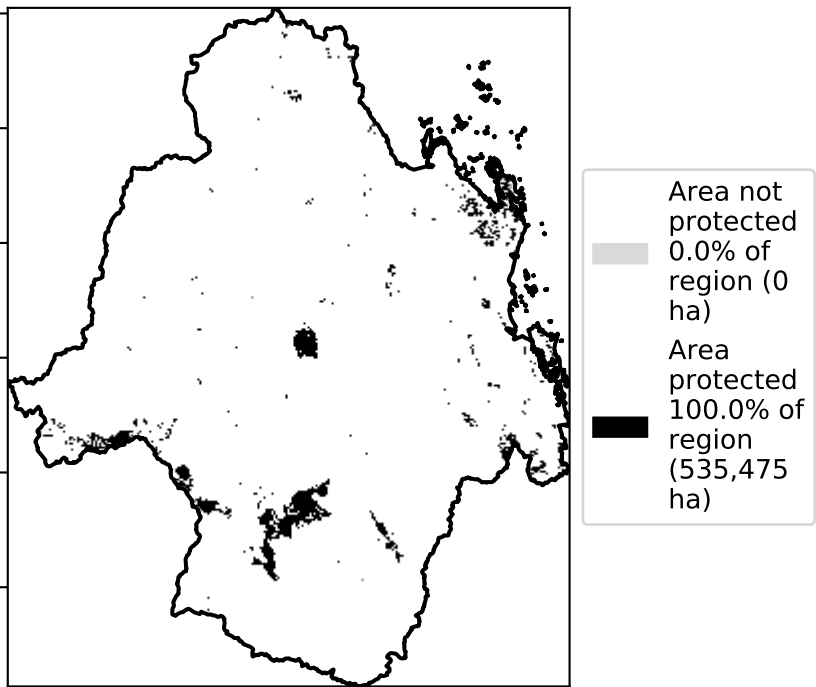 Area not
protected
0.0% of
region (0
ha)
Area
protected
100.0% of
region
(535,475
ha)